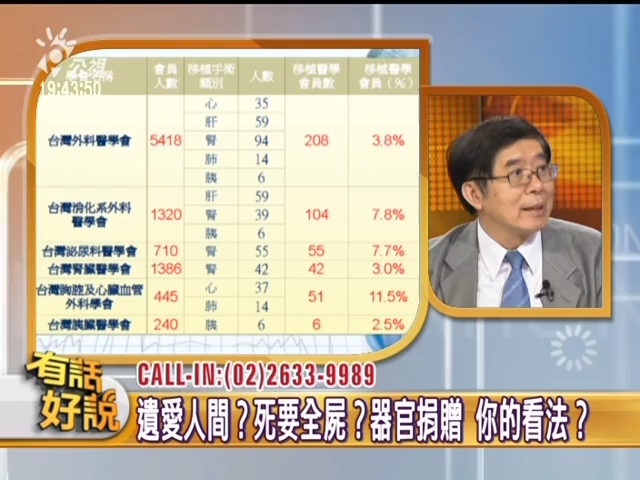 公視
19:43:50
會員人數 移植手術類別 人數 移植醫學會員數 移植醫學會員(%)
台灣外科醫學會 5418 心 35 208 3.8%
肝 59
腎 94
肺 14
胰 6
台灣消化系外科醫學會 1320 肝 59 104 7.8%
腎 39
胰 6
台灣泌尿科醫學會 710 腎 55 55 7.7%
台灣腎臟醫學會 1386 腎 42 42 3.0%
台灣胸腔及心臟血管外科學會 445 心 37 51 11.5%
肺 14
台灣胰臟醫學會 240 胰 6 6 2.5%
有話好說
CALL-IN:(02)2633-9989
遺愛人間？死要全屍？器官捐贈 你的看法？